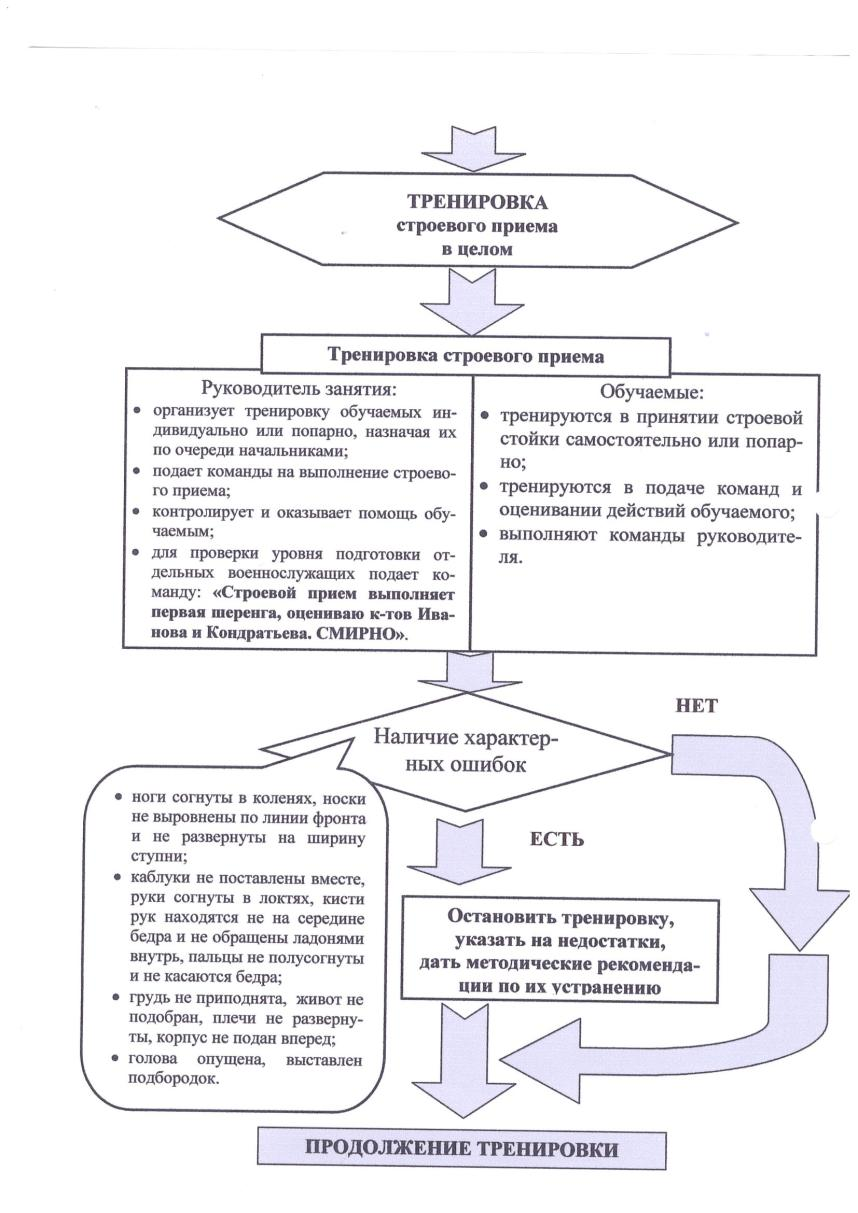 ТРЕНИРОВКА
строевого приема
в целом
Тренировка строевого приема
Руководитель занятия:
• организует тренировку обучаемых ин-
дивидуально или попарно, назначая их
по очереди начальниками;
• подает команды на выполнение строево-
го приема;
• контролирует и оказывает помощь обу-
чаемым;
• для проверки уровня подготовки от-
дельных военнослужащих подает ко-
манду: «Строевой прием выполняет
первая шеренга, оцениваю к-тов Ива-
нова и Кондратьева. СМИРНО».
Обучаемые:
• тренируются в принятии строевой
стойки самостоятельно или попар-
но;
• тренируются в подаче команд и
оценивании действий обучаемого;
• выполняют команды руководите-
ля.
НЕТ
Наличие характер-
ных ошибок
• ноги согнуты в коленях, носки
не выровнены по линии фронта
и не развернуты на ширину
ступни;
• каблуки не поставлены вместе,
руки согнуты в локтях, кисти
рук находятся не на середине
бедра и не обращены ладонями
внутрь, пальцы не полусогнуты
и не касаются бедра;
• грудь не приподнята, живот не
подобран, плечи не разверну-
ты, корпус не подан вперед;
• голова опущена, выставлен
подбородок.
ЕСТЬ
Остановить тренировку,
указать на недостатки,
дать методические рекоменда-
ции по их устранению
ПРОДОЛЖЕНИЕ ТРЕНИРОВКИ